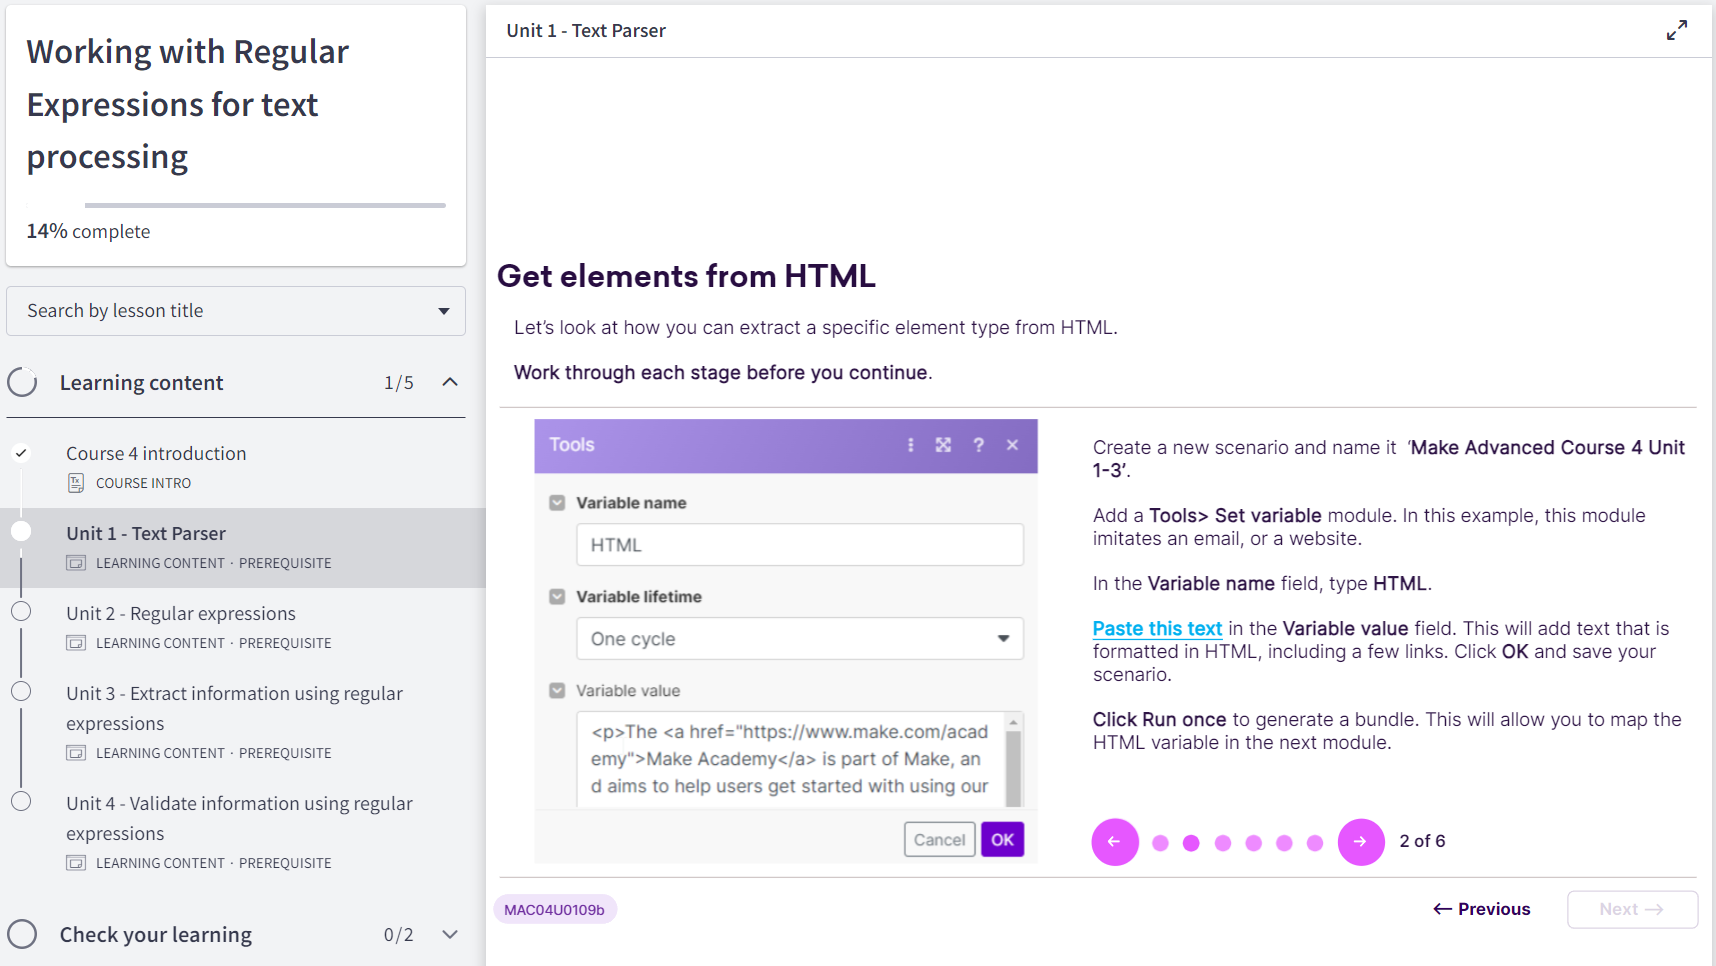 Working with Regular
Expressions for text
processing
14% complete
Search by lesson title
Learning content 1/5
Course 4 introduction
COURSE INTRO
Unit 1 - Text Parser
LEARNING CONTENT · PREREQUISITE
Unit 2 - Regular expressions
LEARNING CONTENT · PREREQUISITE
Unit 3 - Extract information using regular
expressions
LEARNING CONTENT · PREREQUISITE
Unit 4 - Validate information using regular
expressions
LEARNING CONTENT · PREREQUISITE
Check your learning 0/2
Unit 1 - Text Parser
Get elements from HTML
Let’s look at how you can extract a specific element type from HTML.
Work through each stage before you continue.
Tools
Variable name
HTML
Variable lifetime
One cycle
Variable value
<p>The <a href="https://www.make.com/acad
emy">Make Academy</a> is part of Make, an
d aims to help users get started with using our
Cancel OK
Create a new scenario and name it ‘Make Advanced Course 4 Unit
1-3’.
Add a Tools> Set variable module. In this example, this module
imitates an email, or a website.
In the Variable name field, type HTML.
Paste this text in the Variable value field. This will add text that is
formatted in HTML, including a few links. Click OK and save your
scenario.
Click Run once to generate a bundle. This will allow you to map the
HTML variable in the next module.
2 of 6
MAC04U0109b
← Previous
Next →